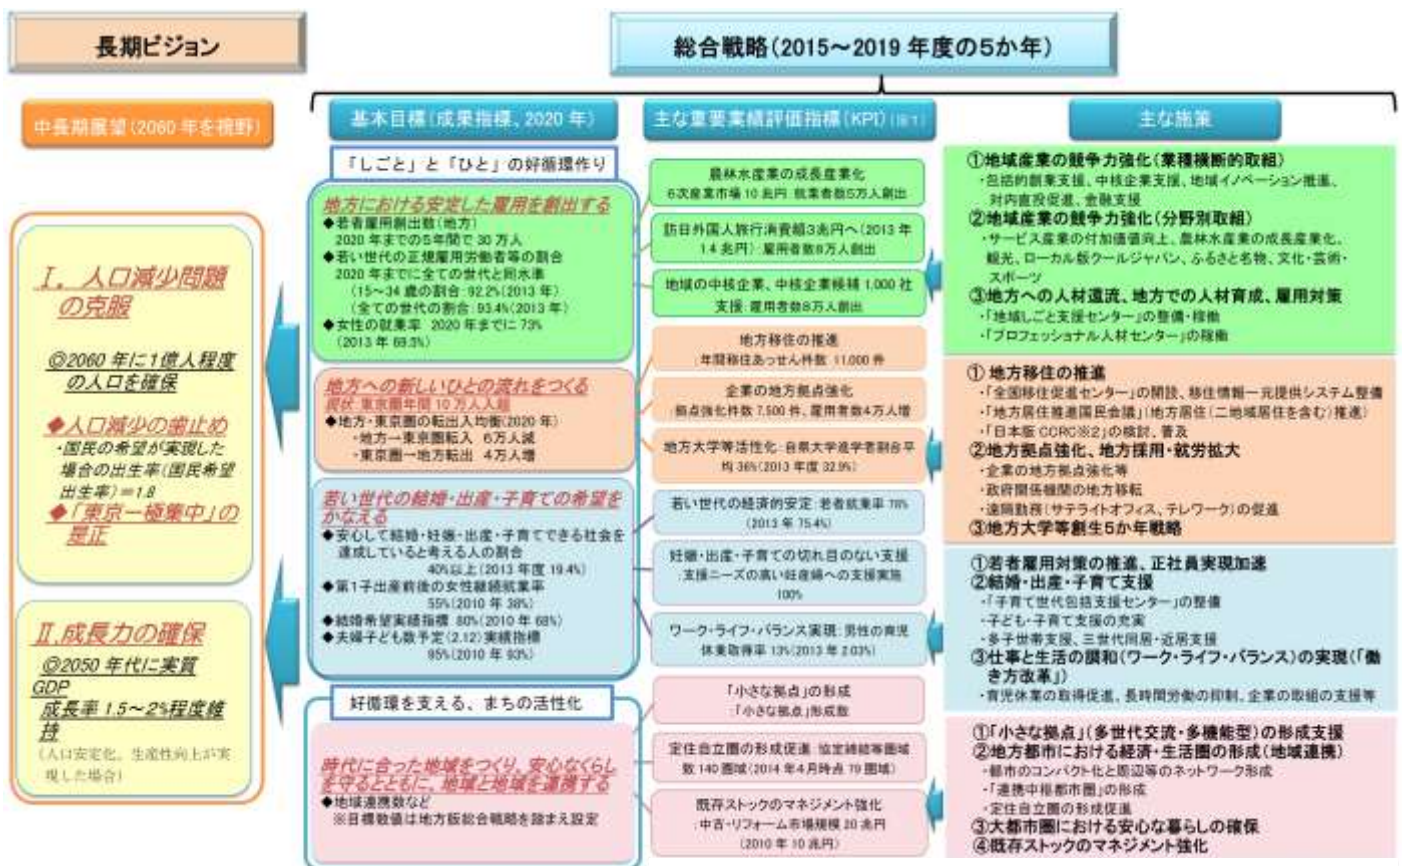 長期ビジョン
総合戦略(2015～2019年度の5か年)
中長期展望(2060年を視野)
基本目標(成果指標、2020年)
主な重要業績評価指標(KPI)
主な施策
Ⅰ．人口減少問題
の克服
◎2060年に1億人程度
の人口を確保
◆人口減少の歯止め
・国民の希望が実現した
場合の出生率(国民希望
出生率)＝1.8
◆「東京一極集中」の
是正
Ⅱ.成長力の確保
◎2050年代に実質
GDP
成長率1.5～2%程度維
持
(人口安定化、生産性向上が実
現した場合)
「しごと」と「ひと」の好循環作り
地方における安定した雇用を創出する
◆若者雇用創出数(地方)
2020年までの5年間で30万人
◆若い世代の正規雇用労働者等の割合
2020年までに全ての世代と同水準
(15～34歳の割合:92.2%(2013年)
(全ての世代の割合:93.4%(2013年)
◆女性の就業率 2020年までに73%
(2013年69.5%)
地方への新しいひとの流れをつくる
現状:東京圏年間10万人入超
◆地方・東京圏の転出入均衡(2020年)
・地方→東京圏転入 6万人減
・東京圏→地方転出 4万人増
若い世代の結婚・出産・子育ての希望を
かなえる
◆安心して結婚・妊娠・出産・子育てできる社会を
達成していると考える人の割合
40%以上(2013年度19.4%)
◆第1子出産前後の女性継続就業率
55%(2010年38%)
◆結婚希望実績指標 80%(2010年68%)
◆夫婦子ども数予定(2.12)実績指標
95%(2010年93%)
好循環を支える、まちの活性化
時代に合った地域をつくり、安心なくらし
を守るとともに、地域と地域を連携する
◆地域連携数など
※目標数値は地方版総合戦略を踏まえ設定
農林水産業の成長産業化
6次産業市場10兆円:就業者数5万人創出
訪日外国人旅行消費額3兆円へ(2013年
1.4兆円):雇用者数8万人創出
地域の中核企業、中核企業候補1,000社
支援:雇用者数8万人創出
地方移住の推進
:年間移住あっせん件数 11,000件
企業の地方拠点強化
:拠点強化件数7,500件、雇用者数4万人増
地方大学等活性化:自県大学進学者割合平
均36%(2013年度32.9%)
若い世代の経済的安定:若者就業率78%
(2013年75.4%)
妊娠・出産・子育ての切れ目のない支援
:支援ニーズの高い妊産婦への支援実施
100%
ワーク・ライフ・バランス実現:男性の育児
休業取得率13%(2013年2.03%)
「小さな拠点」の形成
:「小さな拠点」形成数
定住自立圏の形成促進:協定締結等圏域
数140圏域(2014年4月時点79圏域)
既存ストックのマネジメント強化
:中古・リフォーム市場規模20兆円
(2010年10兆円)
①地域産業の競争力強化(業種横断的取組)
・包括的創業支援、中核企業支援、地域イノベーション推進、
対内直投促進、金融支援
②地域産業の競争力強化(分野別取組)
・サービス産業の付加価値向上、農林水産業の成長産業化、
観光、ローカル版クールジャパン、ふるさと名物、文化・芸術・
スポーツ
③地方への人材還流、地方での人材育成、雇用対策
・「地域しごと支援センター」の整備・稼働
・「プロフェッショナル人材センター」の稼働
① 地方移住の推進
・「全国移住促進センター」の開設、移住情報一元提供システム整備
・「地方居住推進国民会議」(地方居住(二地域居住を含む)推進)
・「日本版CCRC※2」の検討、普及
②地方拠点強化、地方採用・就労拡大
・企業の地方拠点強化等
・政府関係機関の地方移転
・遠隔勤務(サテライトオフィス、テレワーク)の促進
③地方大学等創生5か年戦略
①若者雇用対策の推進、正社員実現加速
②結婚・出産・子育て支援
・「子育て世代包括支援センター」の整備
・子ども・子育て支援の充実
・多子世帯支援、三世代同居・近居支援
③仕事と生活の調和(ワーク・ライフ・バランス)の実現(「働
き方改革」)
・育児休業の取得促進、長時間労働の抑制、企業の取組の支援等
①「小さな拠点」(多世代交流・多機能型)の形成支援
②地方都市における経済・生活圏の形成(地域連携)
・都市のコンパクト化と周辺等のネットワーク形成
・「連携中枢都市圏」の形成
・定住自立圏の形成促進
③大都市圏における安心な暮らしの確保
④既存ストックのマネジメント強化